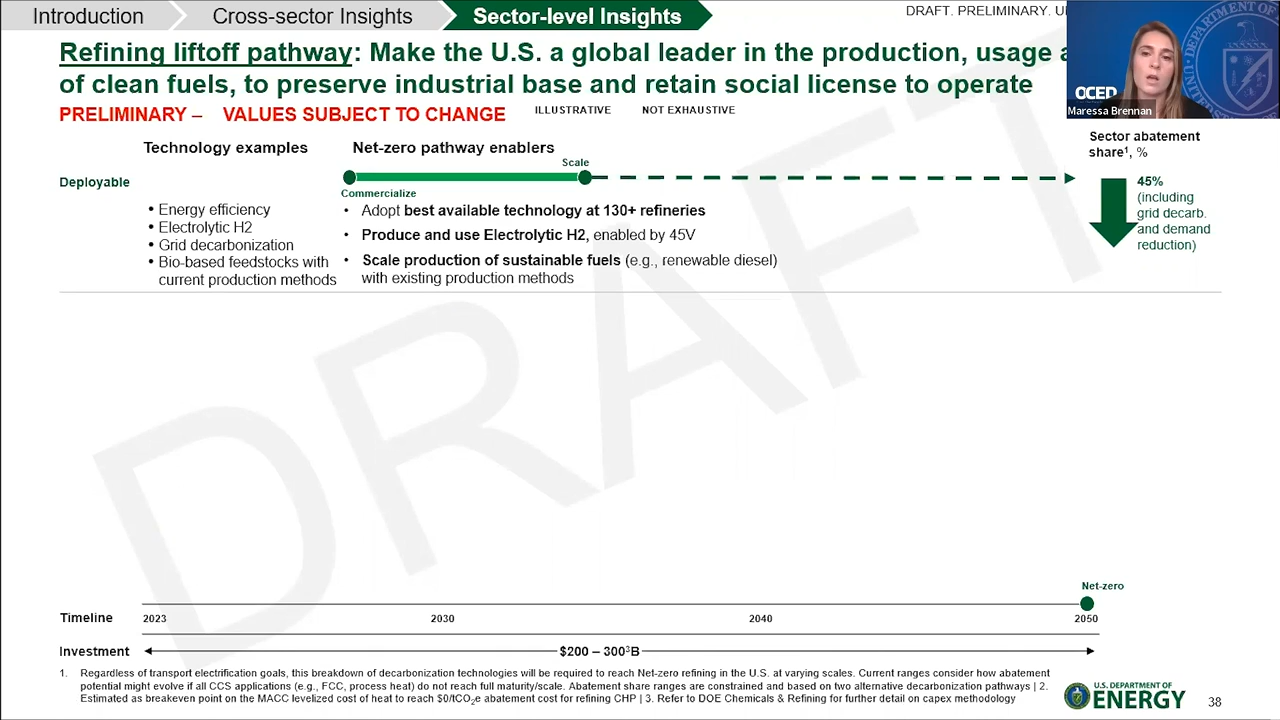 Introduction
Cross-sector Insights
Sector-level Insights
DRAFT. PRELIMINARY.
Refining liftoff pathway: Make the U.S. a global leader in the production, usage
of clean fuels, to preserve industrial base and retain social license to operate
PRELIMINARY – VALUES SUBJECT TO CHANGE
ILLUSTRATIVE
NOT EXHAUSTIVE
OCED
Maressa Brennan
Technology examples
Net-zero pathway enablers
Sector abatement
share¹, %
Scale
Deployable
Commercialize
• Energy efficiency
• Electrolytic H2
• Grid decarbonization
• Bio-based feedstocks with
current production methods
• Adopt best available technology at 130+ refineries
• Produce and use Electrolytic H2, enabled by 45V
• Scale production of sustainable fuels (e.g., renewable diesel)
with existing production methods
45%
(including
grid decarb.
and demand
reduction)
DRAFT
Net-zero
Timeline
2023
2030
2040
2050
Investment
$200 – 300³B
1. Regardless of transport electrification goals, this breakdown of decarbonization technologies will be required to reach Net-zero refining in the U.S. at varying scales. Current ranges consider how abatement
potential might evolve if all CCS applications (e.g., FCC, process heat) do not reach full maturity/scale. Abatement share ranges are constrained and based on two alternative decarbonization pathways | 2.
Estimated as breakeven point on the MACC levelized cost of heat to reach $0/tCO₂e abatement cost for refining CHP | 3. Refer to DOE Chemicals & Refining for further detail on capex methodology
U.S. DEPARTMENT OF
ENERGY
38